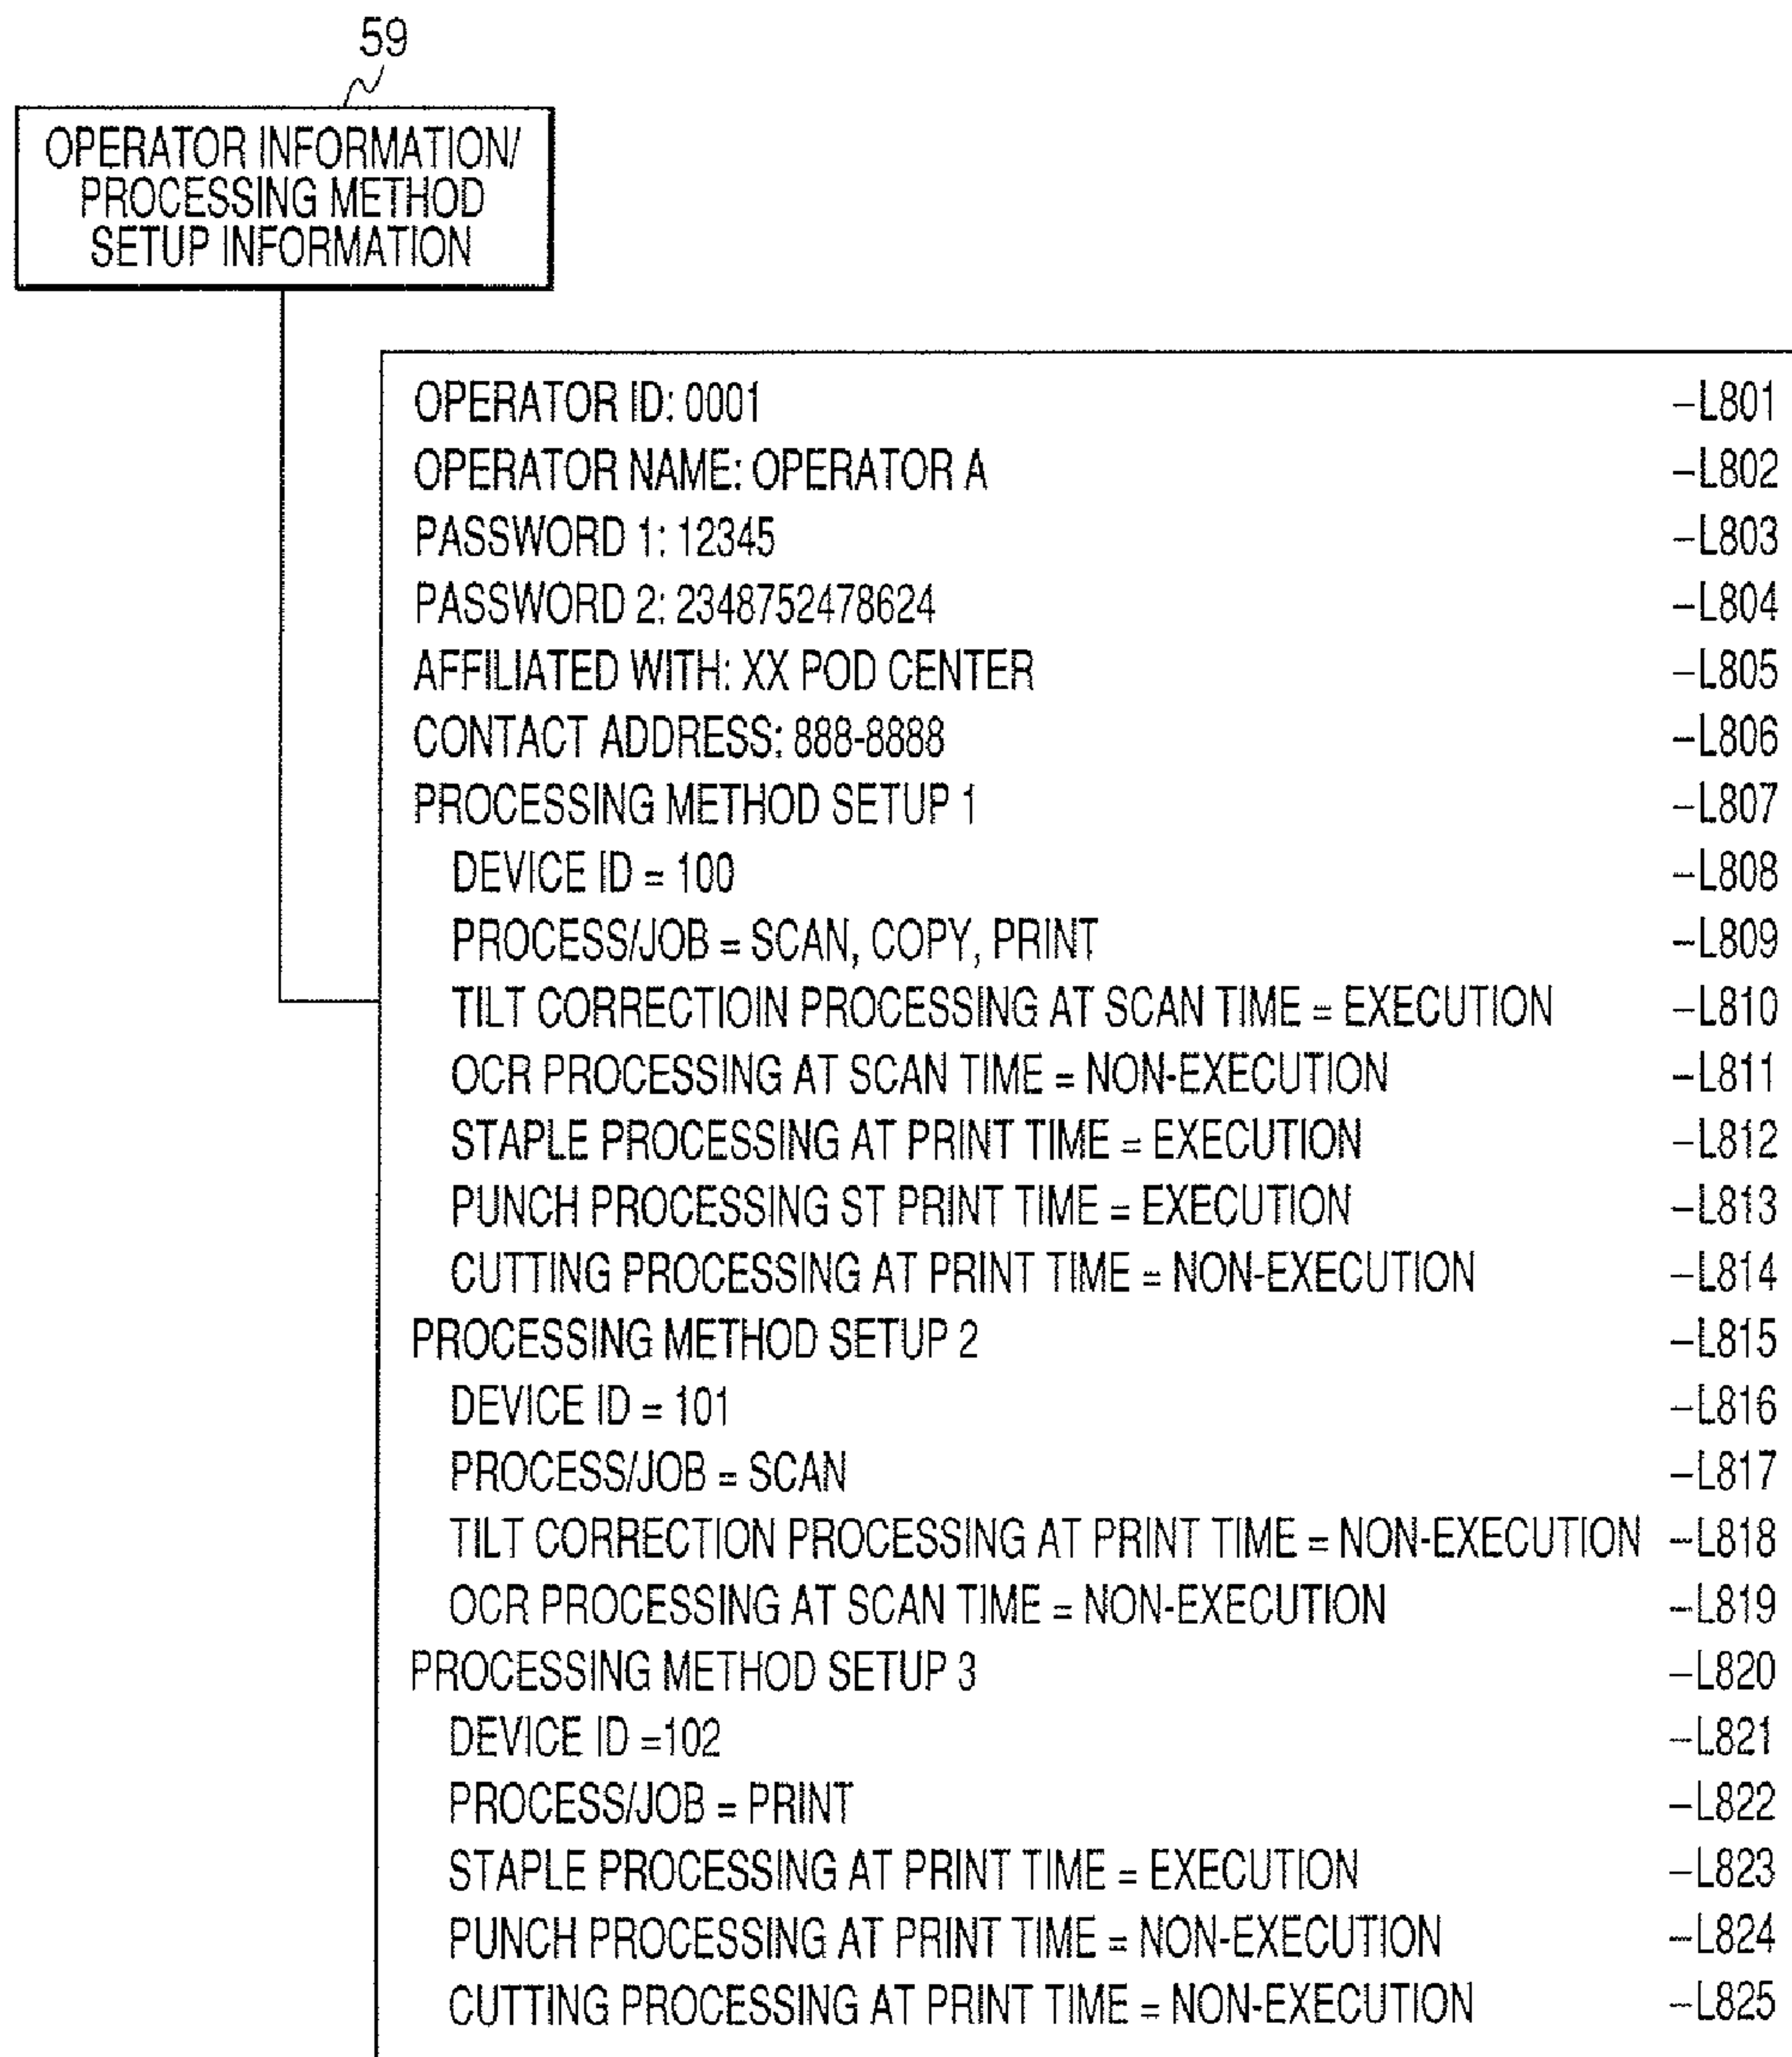 59
OPERATOR INFORMATION/
PROCESSING METHOD
SETUP INFORMATION
OPERATOR ID: 0001 –L801
OPERATOR NAME: OPERATOR A –L802
PASSWORD 1: 12345 –L803
PASSWORD 2: 2348752478624 –L804
AFFILIATED WITH: XX POD CENTER –L805
CONTACT ADDRESS: 888-8888 –L806
PROCESSING METHOD SETUP 1 –L807
DEVICE ID = 100 –L808
PROCESS/JOB = SCAN, COPY, PRINT –L809
TILT CORRECTIOIN PROCESSING AT SCAN TIME = EXECUTION –L810
OCR PROCESSING AT SCAN TIME = NON-EXECUTION –L811
STAPLE PROCESSING AT PRINT TIME = EXECUTION –L812
PUNCH PROCESSING ST PRINT TIME = EXECUTION –L813
CUTTING PROCESSING AT PRINT TIME = NON-EXECUTION –L814
PROCESSING METHOD SETUP 2 –L815
DEVICE ID = 101 –L816
PROCESS/JOB = SCAN –L817
TILT CORRECTION PROCESSING AT PRINT TIME = NON-EXECUTION –L818
OCR PROCESSING AT SCAN TIME = NON-EXECUTION –L819
PROCESSING METHOD SETUP 3 –L820
DEVICE ID =102 –L821
PROCESS/JOB = PRINT –L822
STAPLE PROCESSING AT PRINT TIME = EXECUTION –L823
PUNCH PROCESSING AT PRINT TIME = NON-EXECUTION –L824
CUTTING PROCESSING AT PRINT TIME = NON-EXECUTION –L825